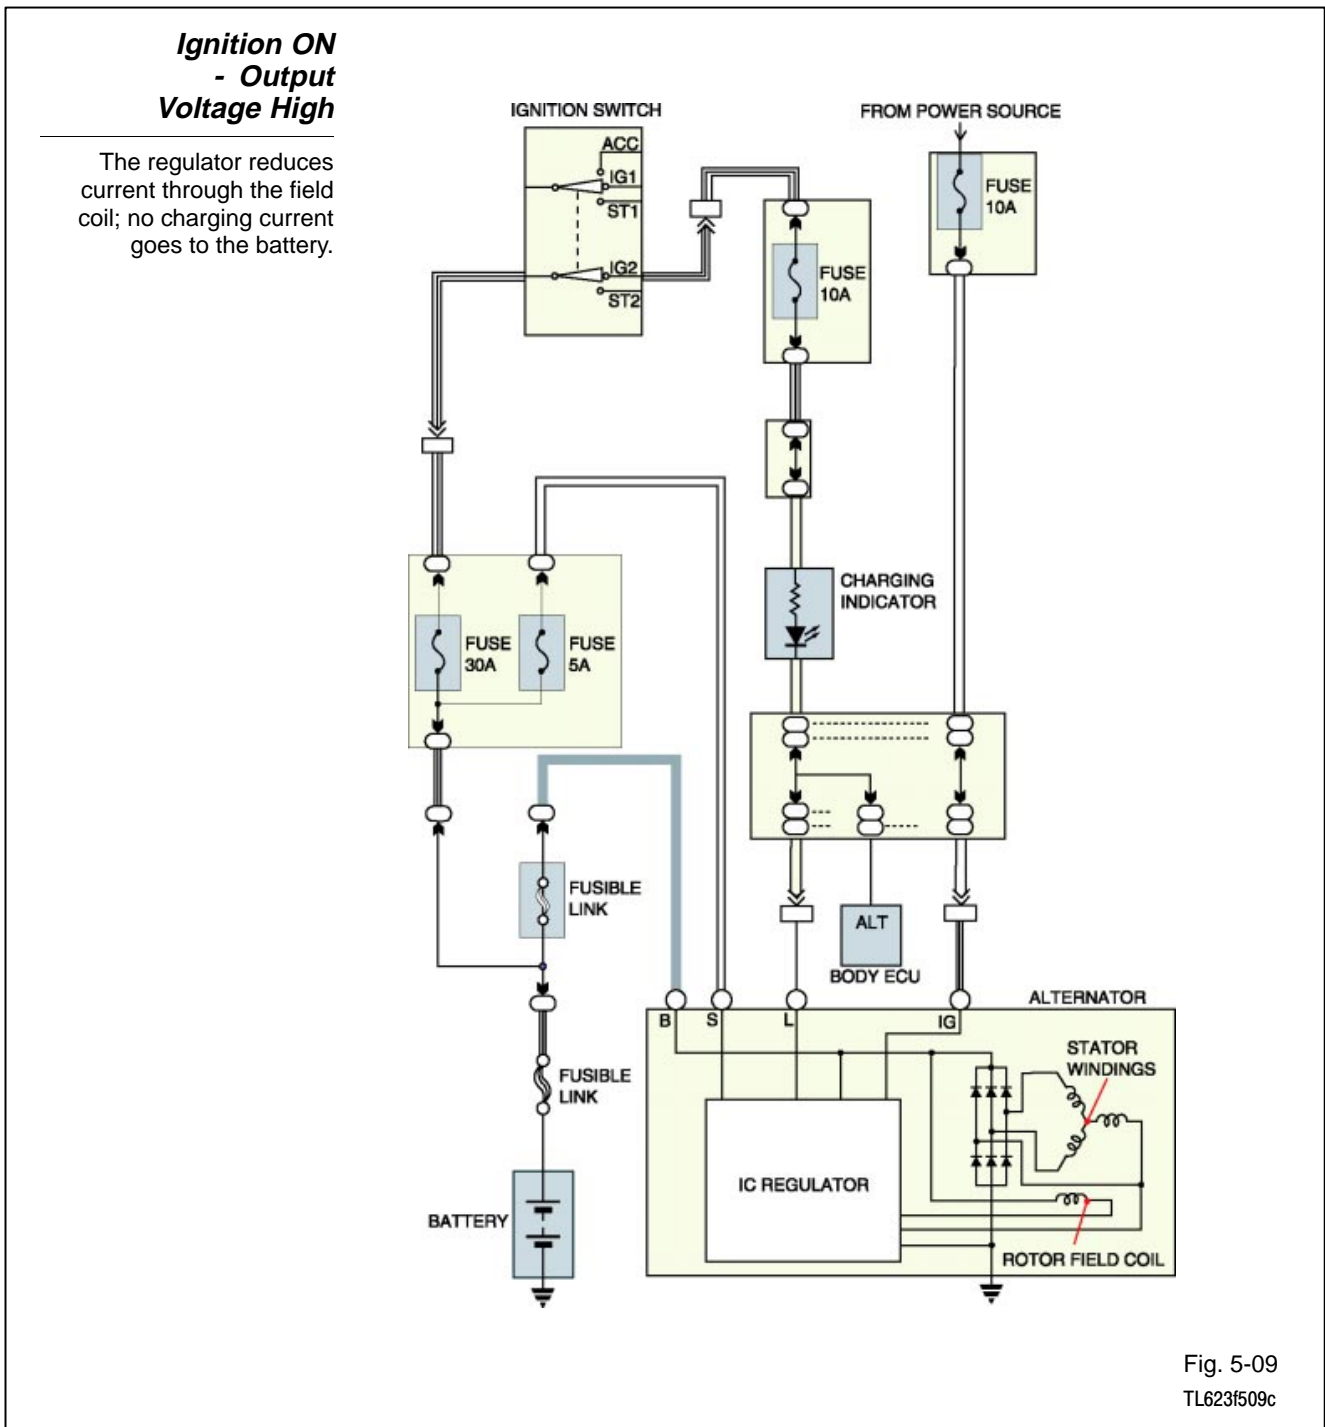 Ignition ON
- Output
Voltage High
The regulator reduces
current through the field
coil; no charging current
goes to the battery.
IGNITION SWITCH
ACC
IG1
ST1
IG2
ST2
FROM POWER SOURCE
FUSE
10A
FUSE
10A
CHARGING
INDICATOR
FUSE
30A
FUSE
5A
FUSIBLE
LINK
ALT
BODY ECU
FUSIBLE
LINK
BATTERY
ALTERNATOR
B
S
L
IG
STATOR
WINDINGS
IC REGULATOR
ROTOR FIELD COIL
Fig. 5-09
TL623f509c